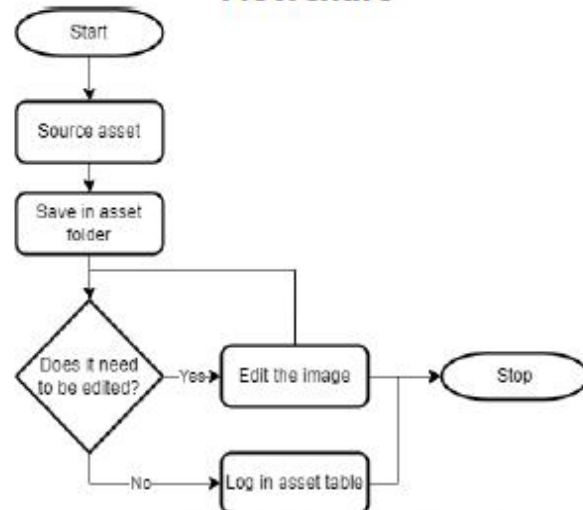 Start
Source asset
Save in asset
folder
Does it need
to be edited?
Yes
Edit the image
Stop
No
Log in asset table